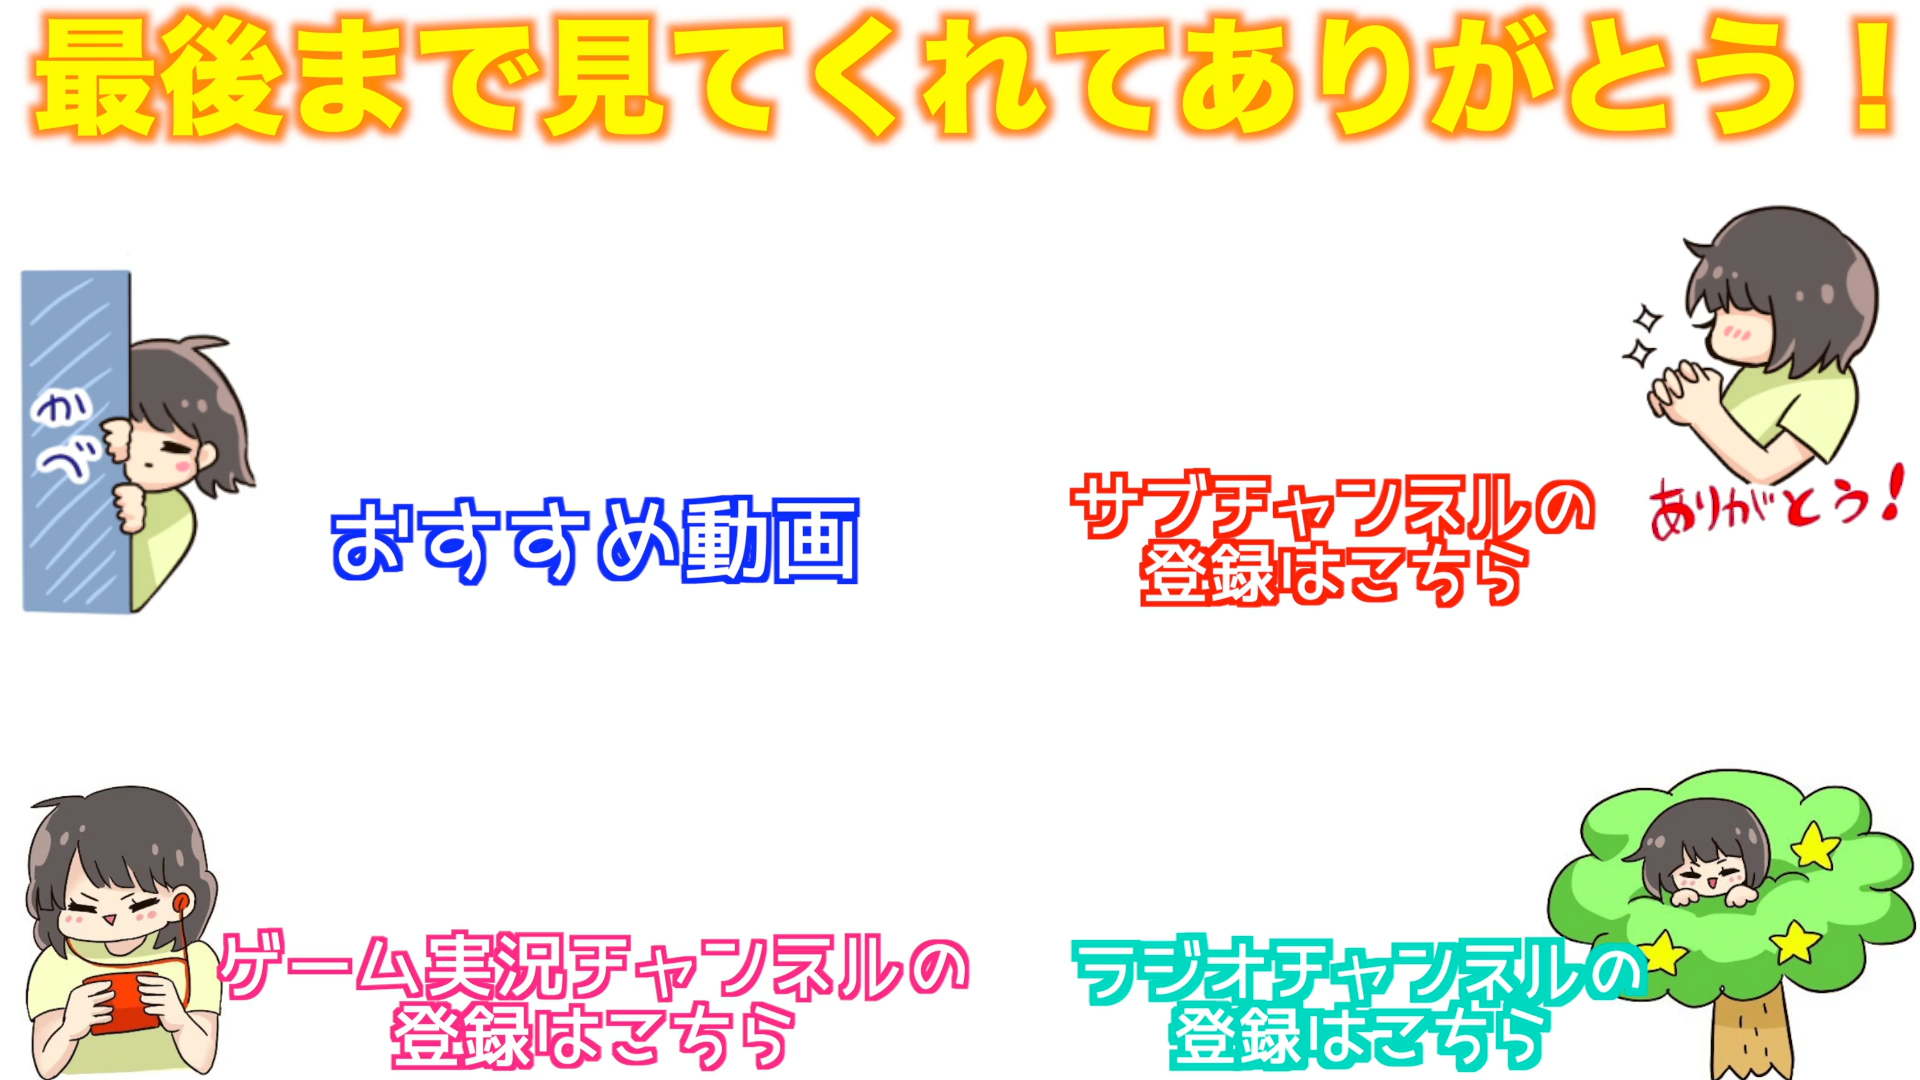 最後まで見てくれてありがとう！
かべ
おすすめ動画
サブチャンネルの
登録はこちら
ありがとう！
ゲーム実況チャンネルの
登録はこちら
ラジオチャンネルの
登録はこちら